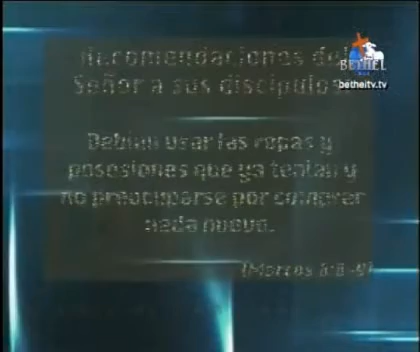 Recomendaciones del
Señor a sus discípulos:
BETHEL
betheltv.tv
Debían usar las ropas y
posesiones que ya tenían y
no preocuparse por comprar
nada nuevo.
(Marcos 6:8-9)